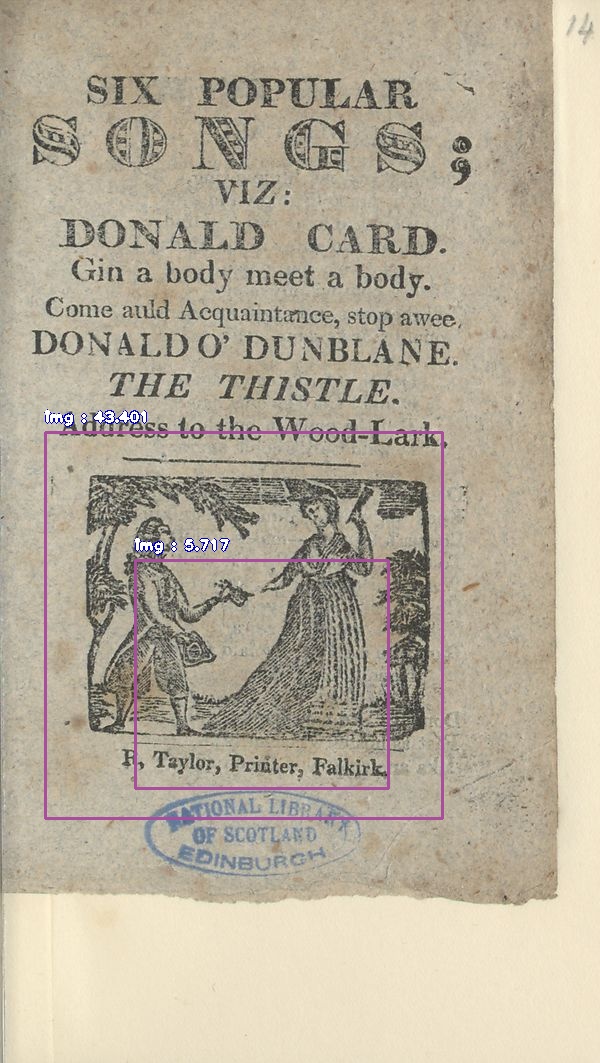 14
SIX POPULAR
SONGS;
VIZ:
DONALD CARD.
Gin a body meet a body.
Come auld Acquaintance, stop awee.
DONALD O' DUNBLANE.
THE THISTLE.
img : 43.401
Address to the Wood-Lark.
img : 5.717
R, Taylor, Printer, Falkirk.
NATIONAL LIBRARY
OF SCOTLAND
EDINBURGH